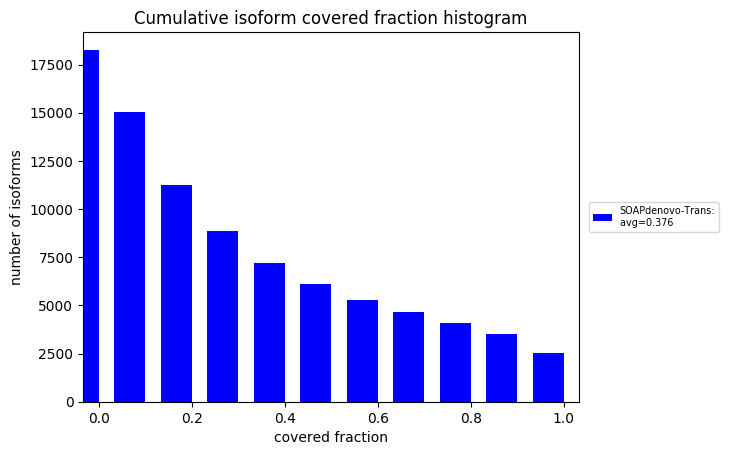 Cumulative isoform covered fraction histogram
number of isoforms
17500
15000
12500
10000
7500
5000
2500
0
0.0 0.2 0.4 0.6 0.8 1.0
covered fraction
SOAPdenovo-Trans:
avg=0.376